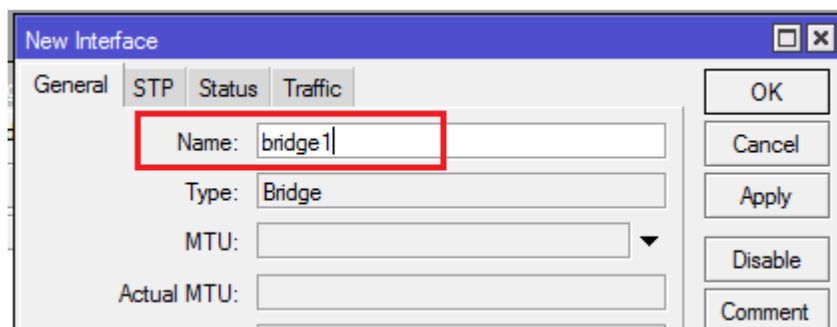 New Interface
General STP Status Traffic
OK
Name: bridge1
Cancel
Type: Bridge
Apply
MTU:
Disable
Actual MTU:
Comment